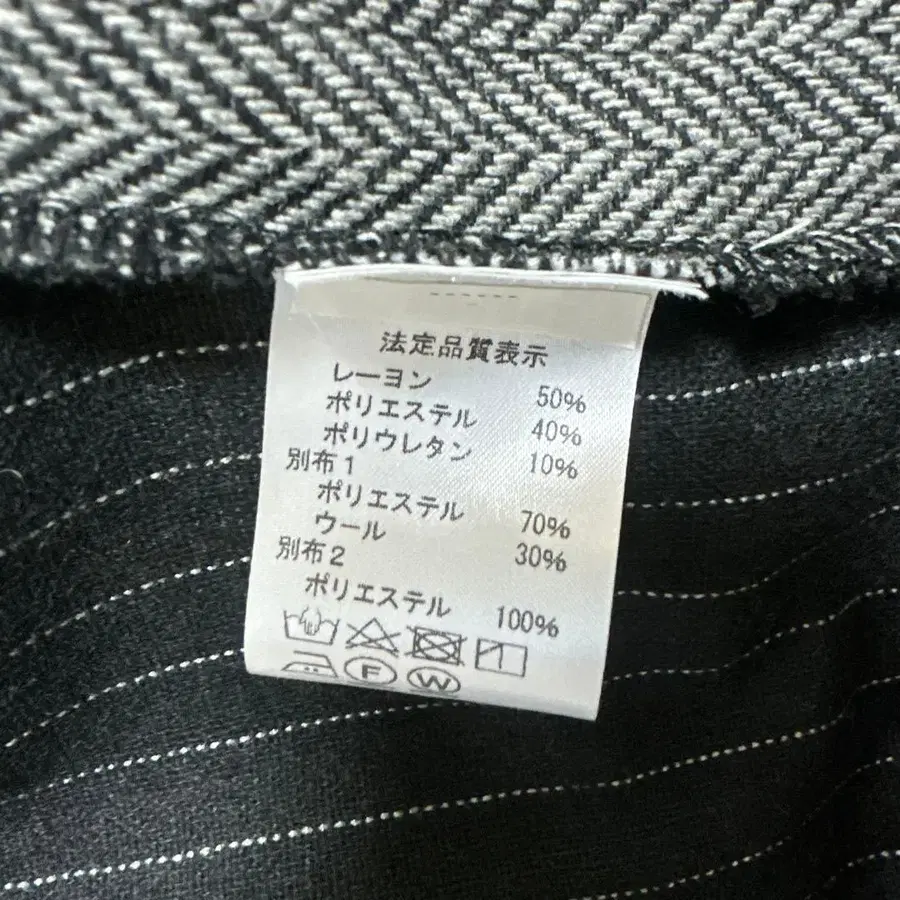 法定品質表示
レーヨン 50%
ポリエステル 40%
ポリウレタン 10%
別布1
ポリエステル 70%
ウール 30%
別布2
ポリエステル 100%
F W